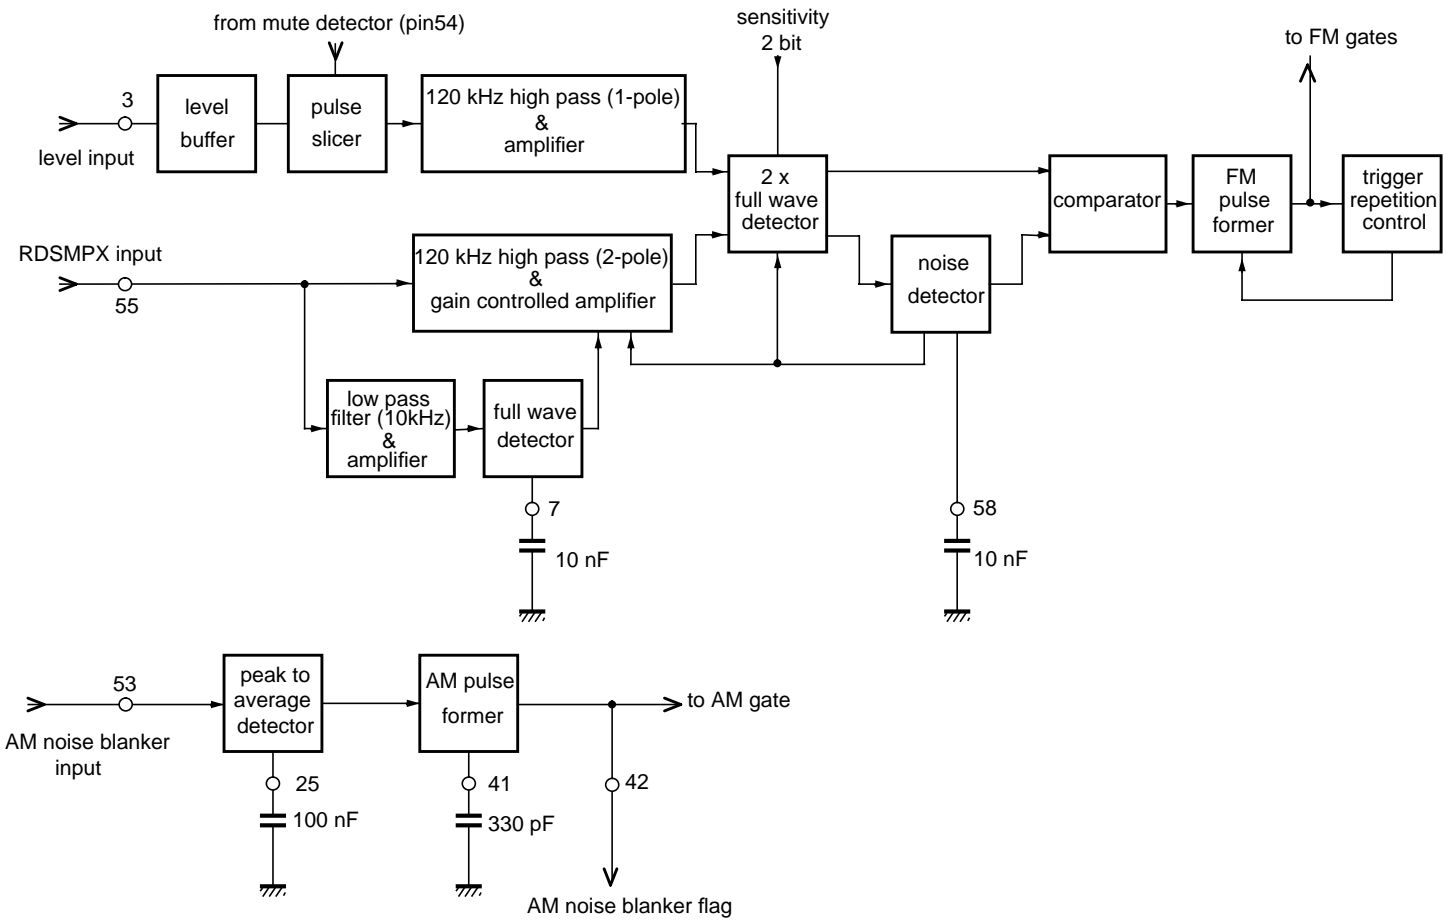 from mute detector (pin54)
sensitivity
2 bit
to FM gates
3
level input
level
buffer
pulse
slicer
120 kHz high pass (1-pole)
&
amplifier
2 x
full wave
detector
comparator
FM
pulse
former
trigger
repetition
control
RDSMPX input
55
120 kHz high pass (2-pole)
&
gain controlled amplifier
noise
detector
low pass
filter (10kHz)
&
amplifier
full wave
detector
7
10 nF
58
10 nF
53
AM noise blanker
input
peak to
average
detector
AM pulse
former
to AM gate
25
100 nF
41
330 pF
42
AM noise blanker flag